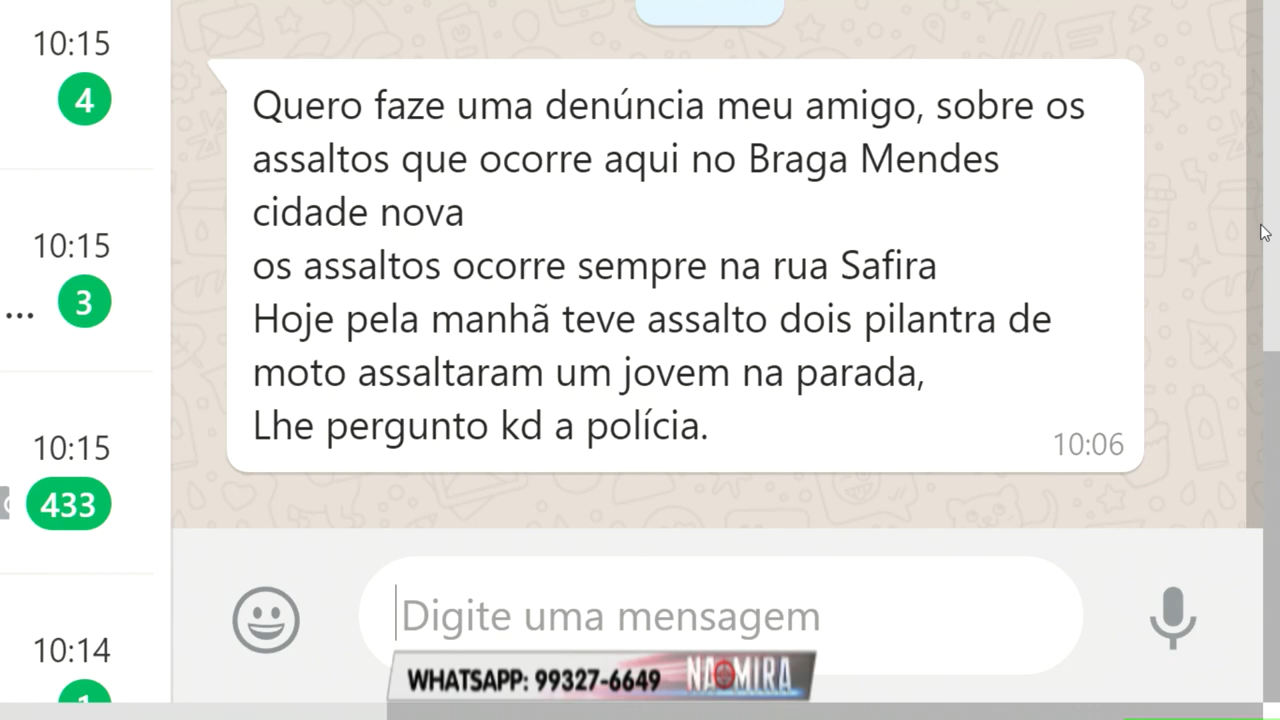 10:15
4
10:15
... 3
10:15
433
10:14
1
Quero faze uma denúncia meu amigo, sobre os
assaltos que ocorre aqui no Braga Mendes
cidade nova
os assaltos ocorre sempre na rua Safira
Hoje pela manhã teve assalto dois pilantra de
moto assaltaram um jovem na parada,
Lhe pergunto kd a polícia.
10:06
Digite uma mensagem
WHATSAPP: 99327-6649 NA MIRA